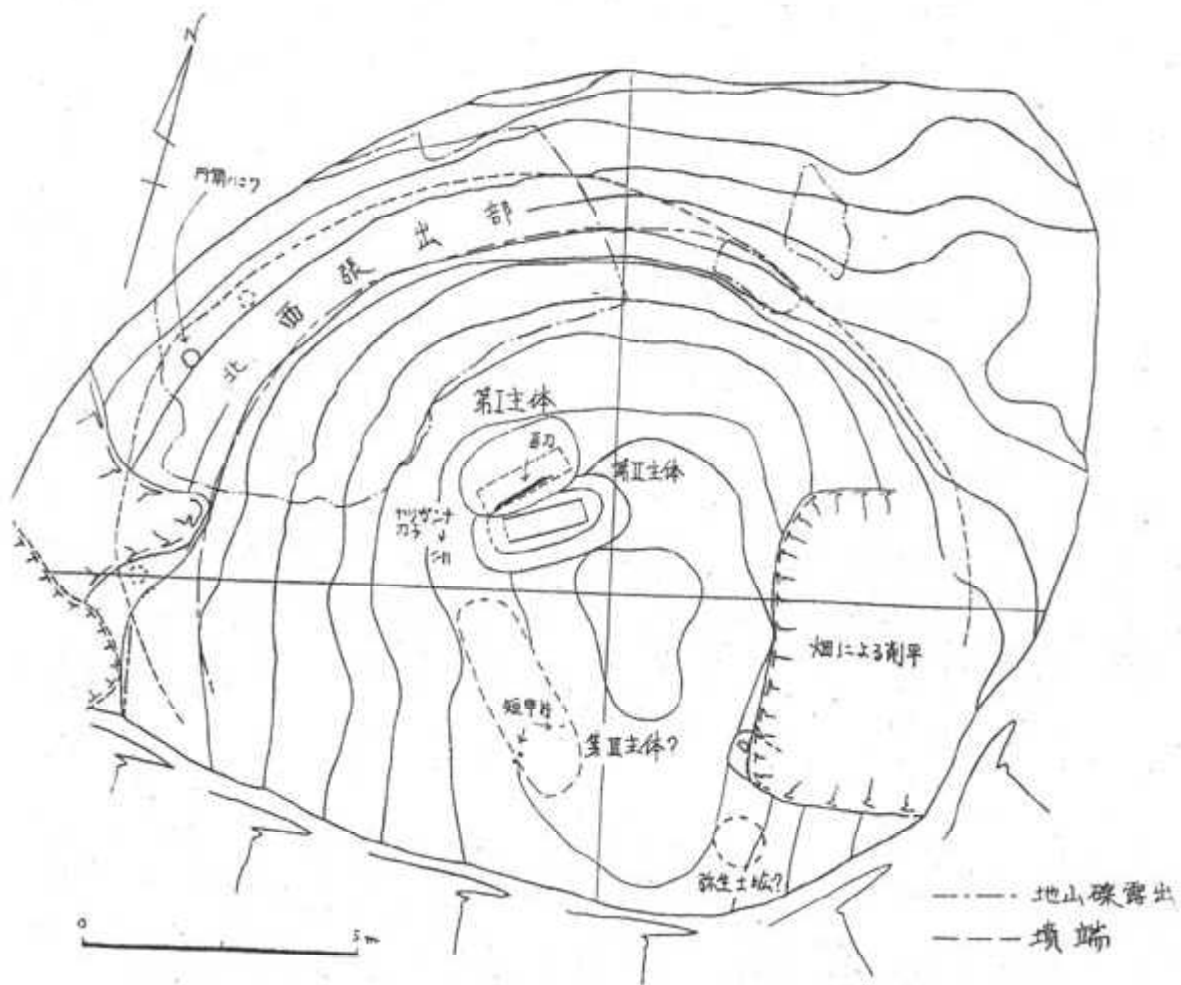 N
円筒ハニワ
北西張出部
第Ⅰ主体
直刀
第Ⅱ主体
ヤリガンナ
刀子
畑による削平
短甲片
第Ⅲ主体?
弥生土坑?
0 5m
地山礫露出
墳端